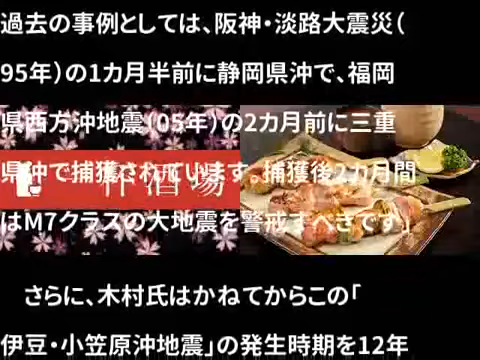 過去の事例としては、阪神・淡路大震災(
95年)の1カ月半前に静岡県沖で、福岡
県西方沖地震(05年)の2カ月前に三重
県沖で捕獲されています。捕獲後2カ月間
はM7クラスの大地震を警戒すべきです」
酒場
さらに、木村氏はかねてからこの「
伊豆・小笠原沖地震」の発生時期を12年